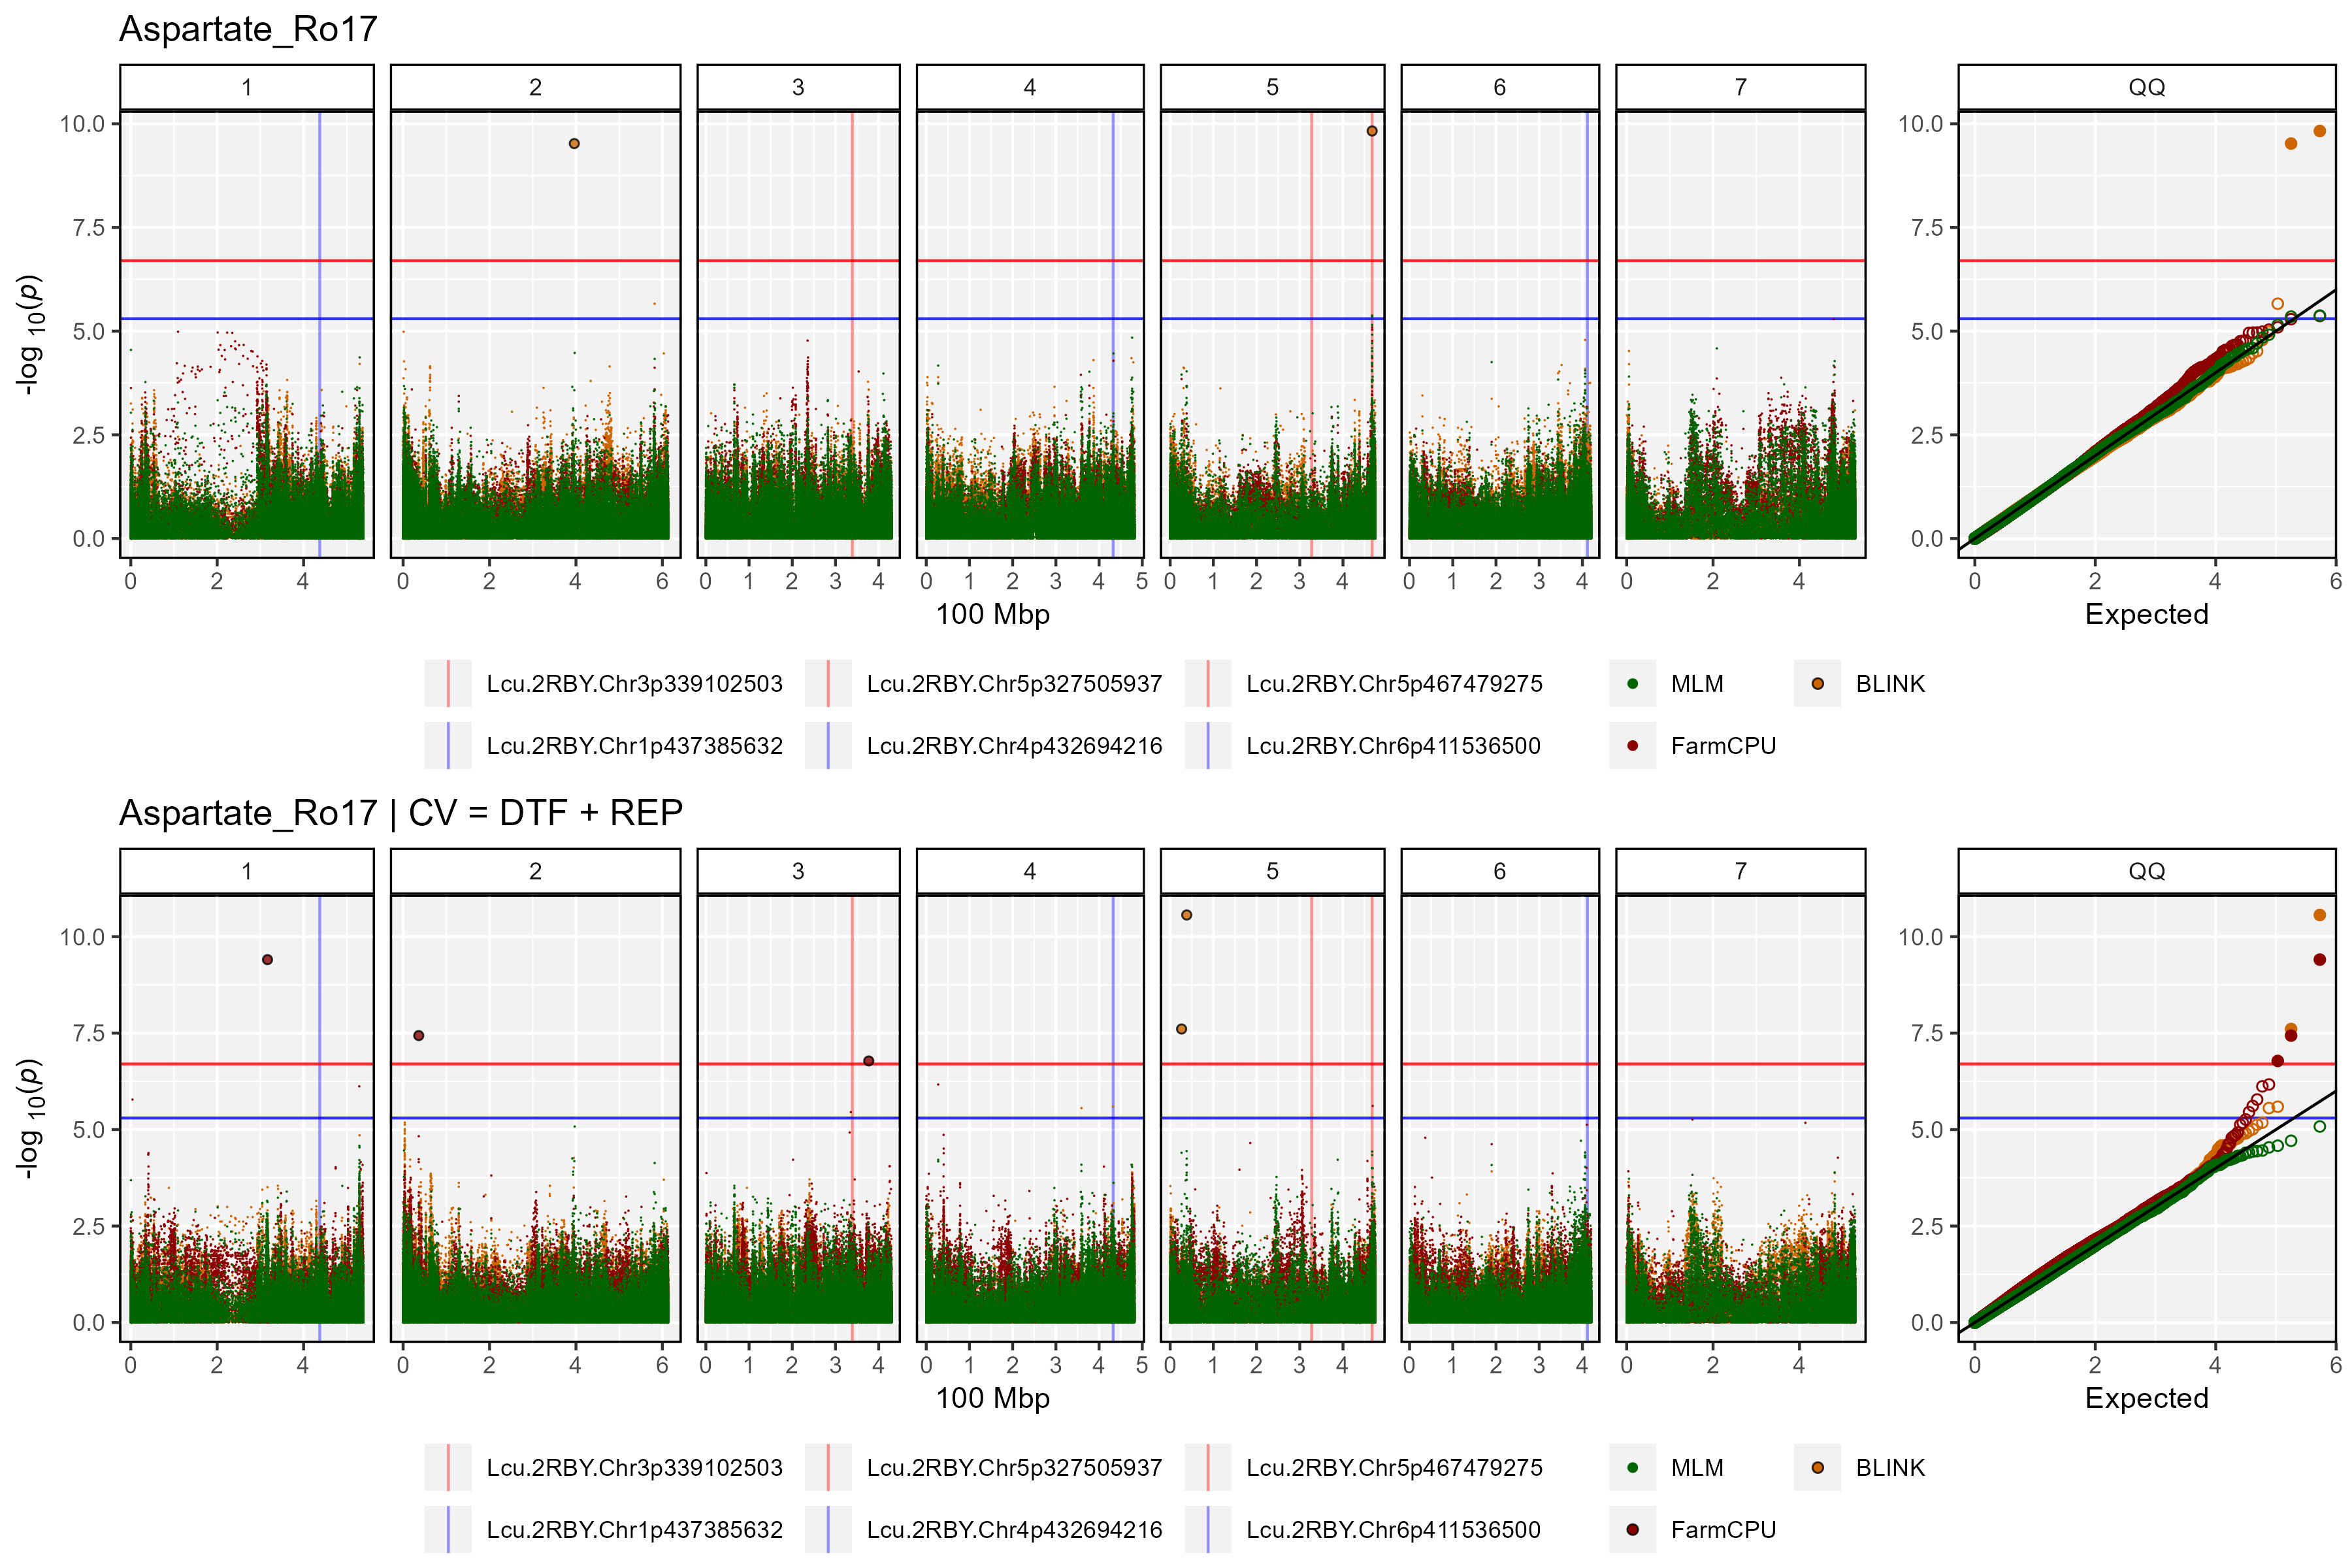 Aspartate_Ro17
1 2 3 4 5 6 7 QQ
10.0 10.0
7.5 7.5
5.0 5.0
2.5 2.5
0.0 0.0
-log 10(p)
0 2 4 0 2 4 6 0 1 2 3 4 0 1 2 3 4 5 0 1 2 3 4 0 1 2 3 4 0 2 4 0 2 4 6
100 Mbp Expected
Lcu.2RBY.Chr3p339102503 Lcu.2RBY.Chr5p327505937 Lcu.2RBY.Chr5p467479275 MLM BLINK
Lcu.2RBY.Chr1p437385632 Lcu.2RBY.Chr4p432694216 Lcu.2RBY.Chr6p411536500 FarmCPU
Aspartate_Ro17 | CV = DTF + REP
1 2 3 4 5 6 7 QQ
10.0 10.0
7.5 7.5
5.0 5.0
2.5 2.5
0.0 0.0
-log 10(p)
0 2 4 0 2 4 6 0 1 2 3 4 0 1 2 3 4 5 0 1 2 3 4 0 1 2 3 4 0 2 4 0 2 4 6
100 Mbp Expected
Lcu.2RBY.Chr3p339102503 Lcu.2RBY.Chr5p327505937 Lcu.2RBY.Chr5p467479275 MLM BLINK
Lcu.2RBY.Chr1p437385632 Lcu.2RBY.Chr4p432694216 Lcu.2RBY.Chr6p411536500 FarmCPU